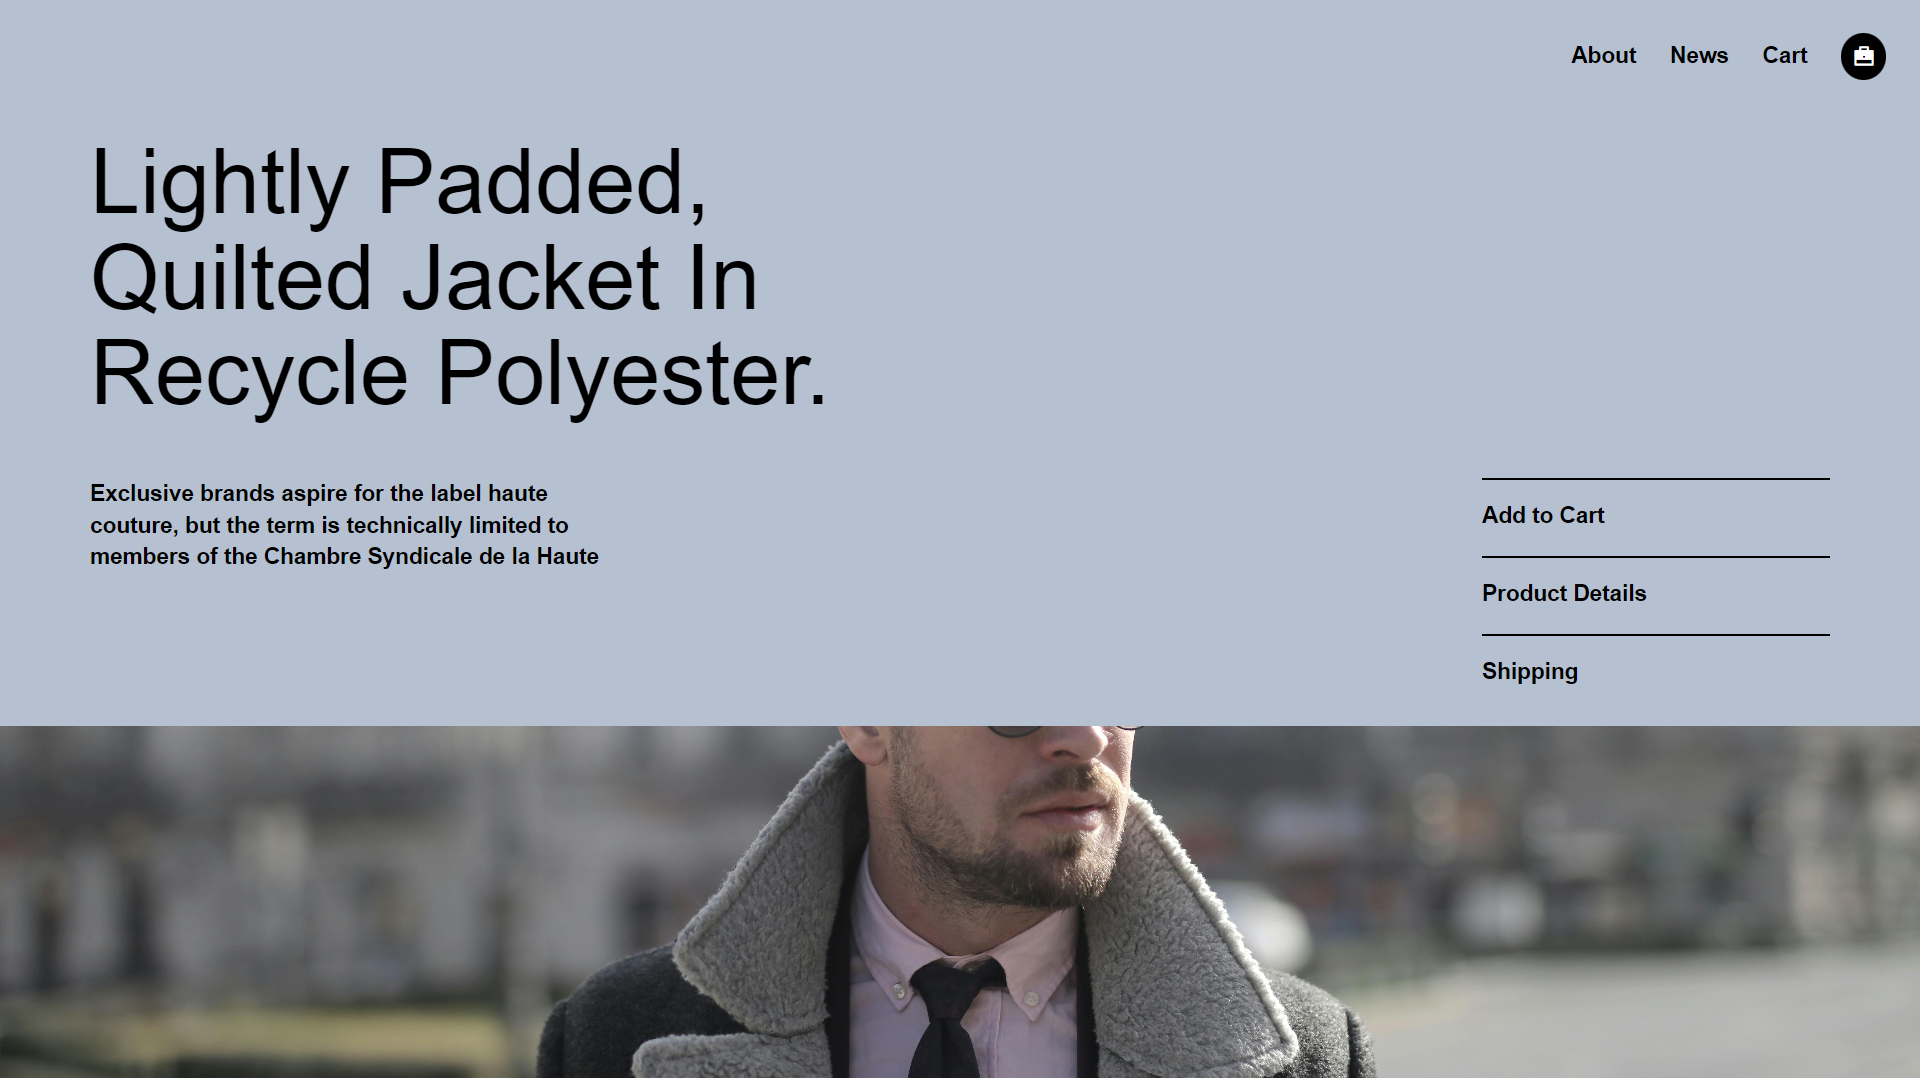 About News Cart
Lightly Padded,
Quilted Jacket In
Recycle Polyester.
Exclusive brands aspire for the label haute
couture, but the term is technically limited to
members of the Chambre Syndicale de la Haute
Add to Cart
Product Details
Shipping